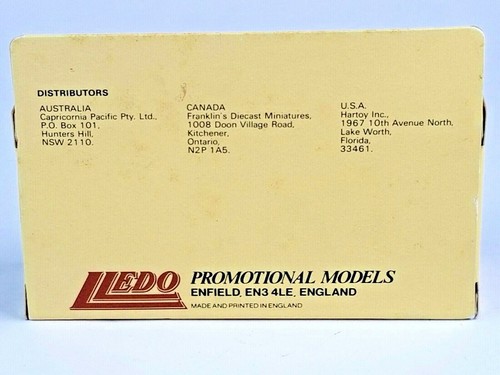 DISTRIBUTORS
AUSTRALIA
Capricornia Pacific Pty. Ltd.,
P.O. Box 101,
Hunters Hill,
NSW 2110.
CANADA
Franklin's Diecast Miniatures,
1008 Doon Village Road,
Kitchener,
Ontario,
N2P 1A5.
U.S.A.
Hartoy Inc.,
1967 10th Avenue North,
Lake Worth,
Florida,
33461.
LLEDO PROMOTIONAL MODELS
ENFIELD, EN3 4LE, ENGLAND
MADE AND PRINTED IN ENGLAND